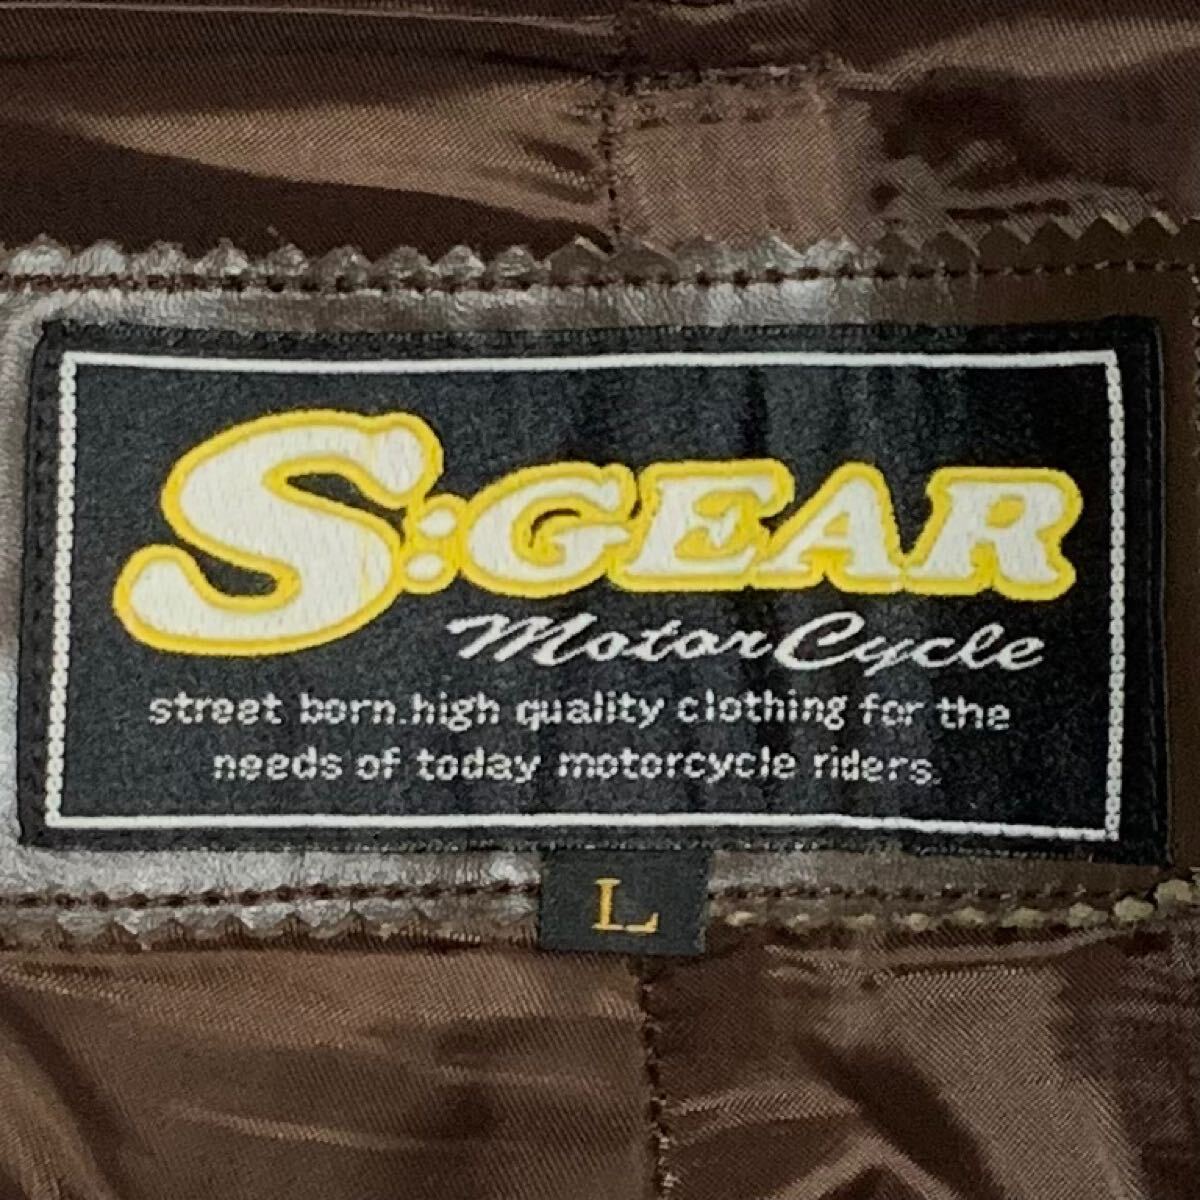 S:GEAR
MotorCycle
street born.high quality clothing for the
needs of today motorcycle riders.
L